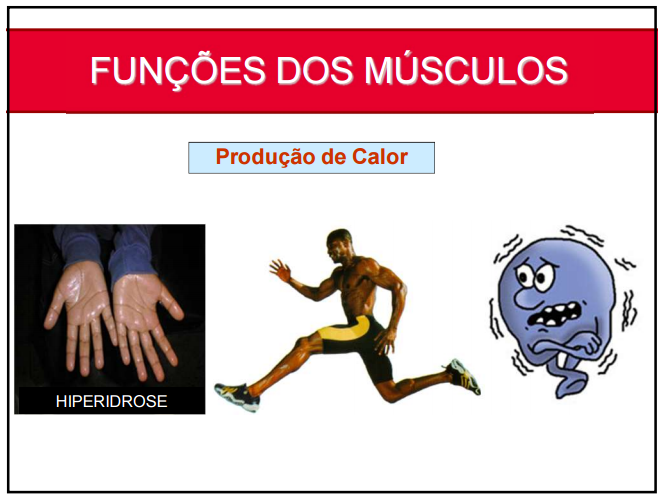 FUNÇÕES DOS MÚSCULOS
Produção de Calor
HIPERIDROSE